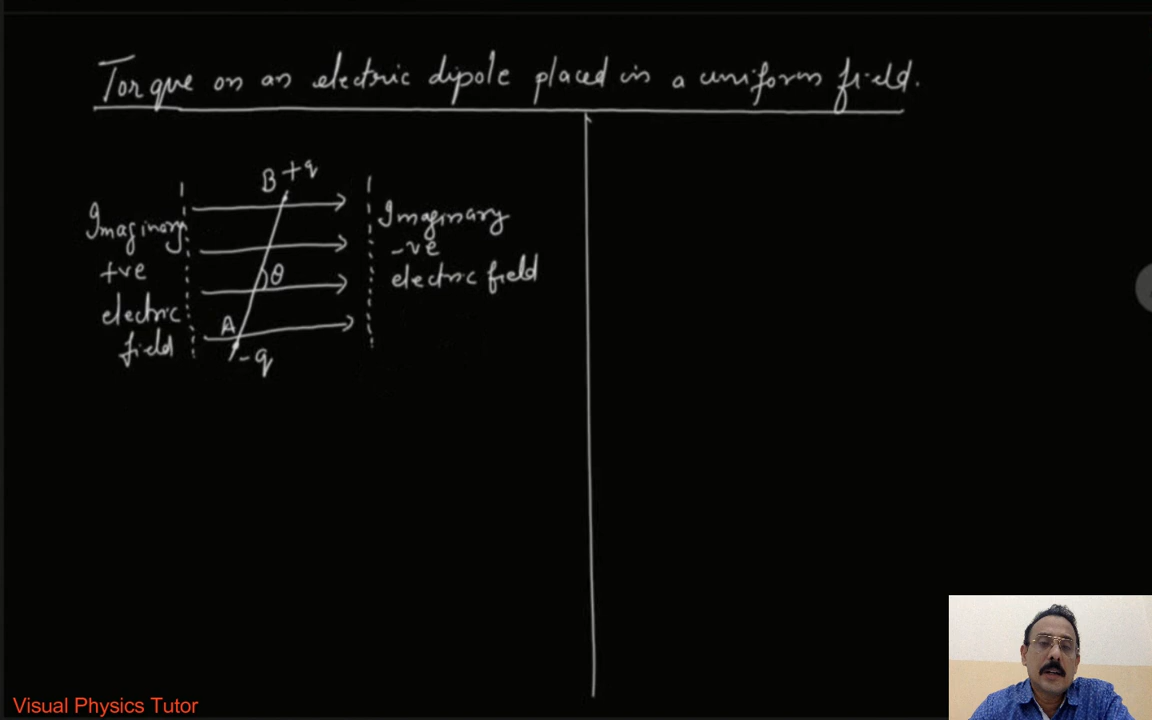 Torque on an electric dipole placed in a uniform field.
B +q
Imaginary
+ve
electric
field
θ
A
-q
Imaginary
-ve
electric field
Visual Physics Tutor